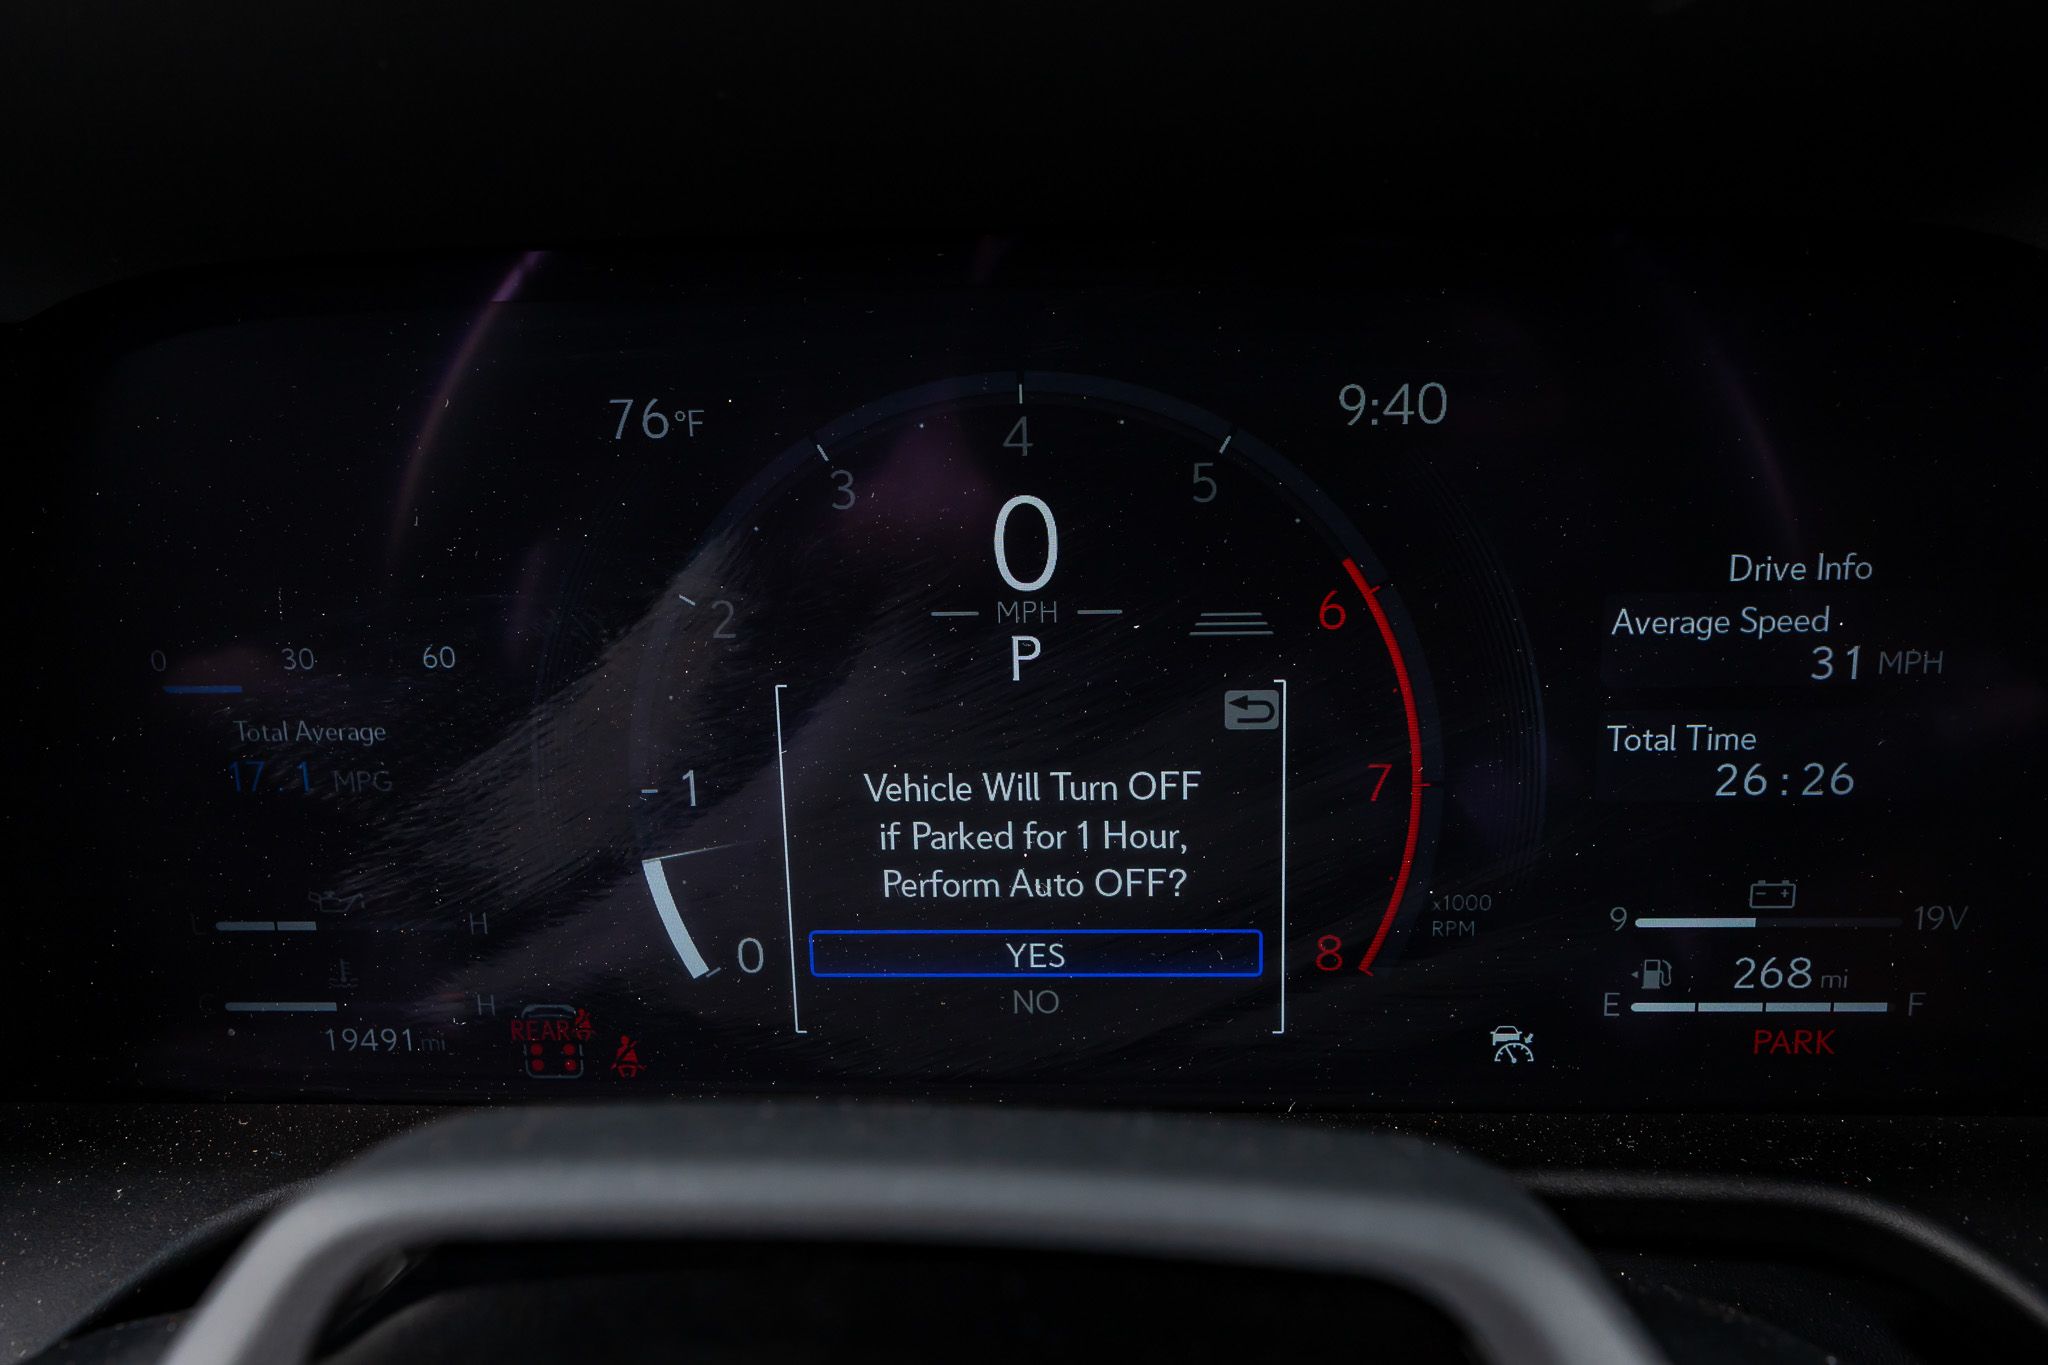 76°F
9:40
4
3
5
0
MPH
2
6
P
Drive Info
Average Speed
31 MPH
0 30 60
Total Average
17.1 MPG
1
7
Total Time
26:26
Vehicle Will Turn OFF
if Parked for 1 Hour,
Perform Auto OFF?
YES
NO
0
8
x1000
RPM
L H
C H
19491 mi
REAR
9 19V
268 mi
E F
PARK